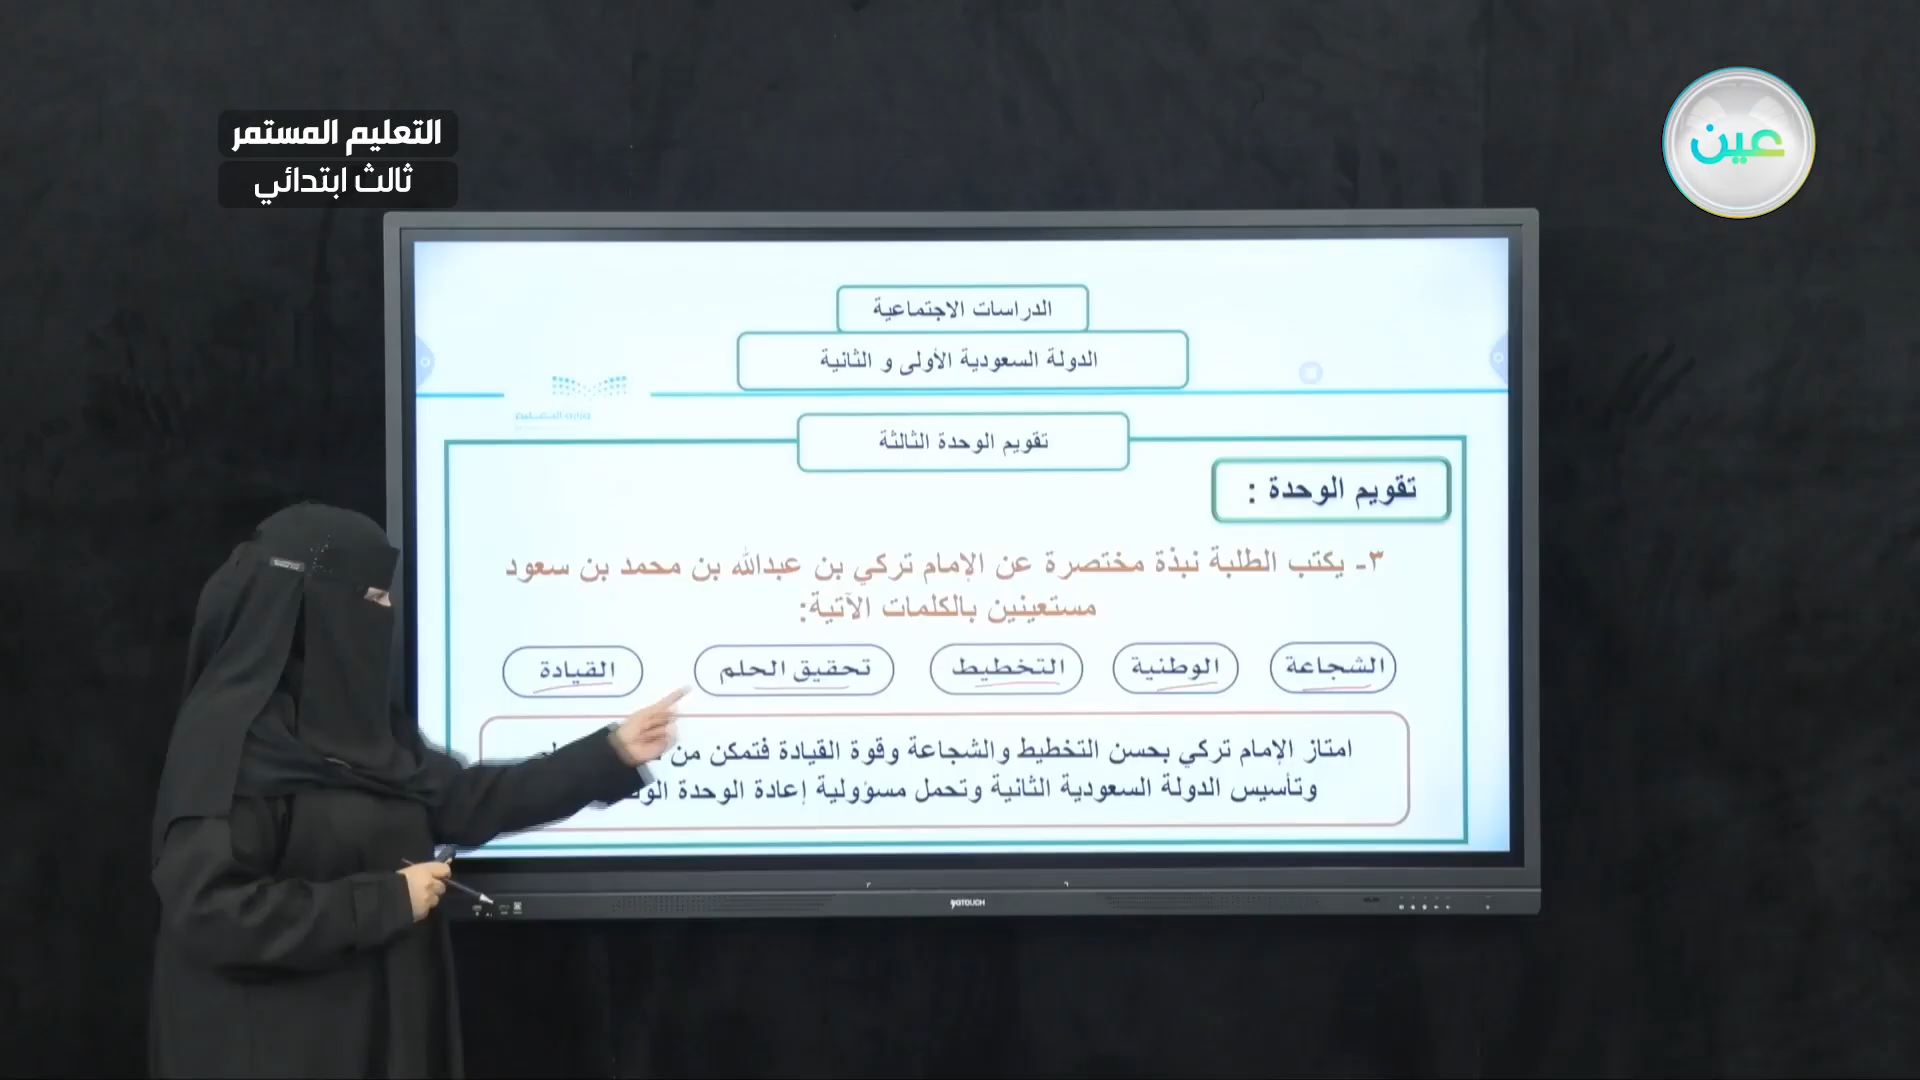 التعليم المستمر
ثالث ابتدائي
عين
الدراسات الاجتماعية
الدولة السعودية الأولى و الثانية
تقويم الوحدة الثالثة
تقويم الوحدة :
٣- يكتب الطلبة نبذة مختصرة عن الإمام تركي بن عبدالله بن محمد بن سعود
مستعينين بالكلمات الآتية:
الشجاعة
الوطنية
التخطيط
تحقيق الحلم
القيادة
امتاز الإمام تركي بحسن التخطيط والشجاعة وقوة القيادة فتمكن من
وتأسيس الدولة السعودية الثانية وتحمل مسؤولية إعادة الوحدة
YATOUCH